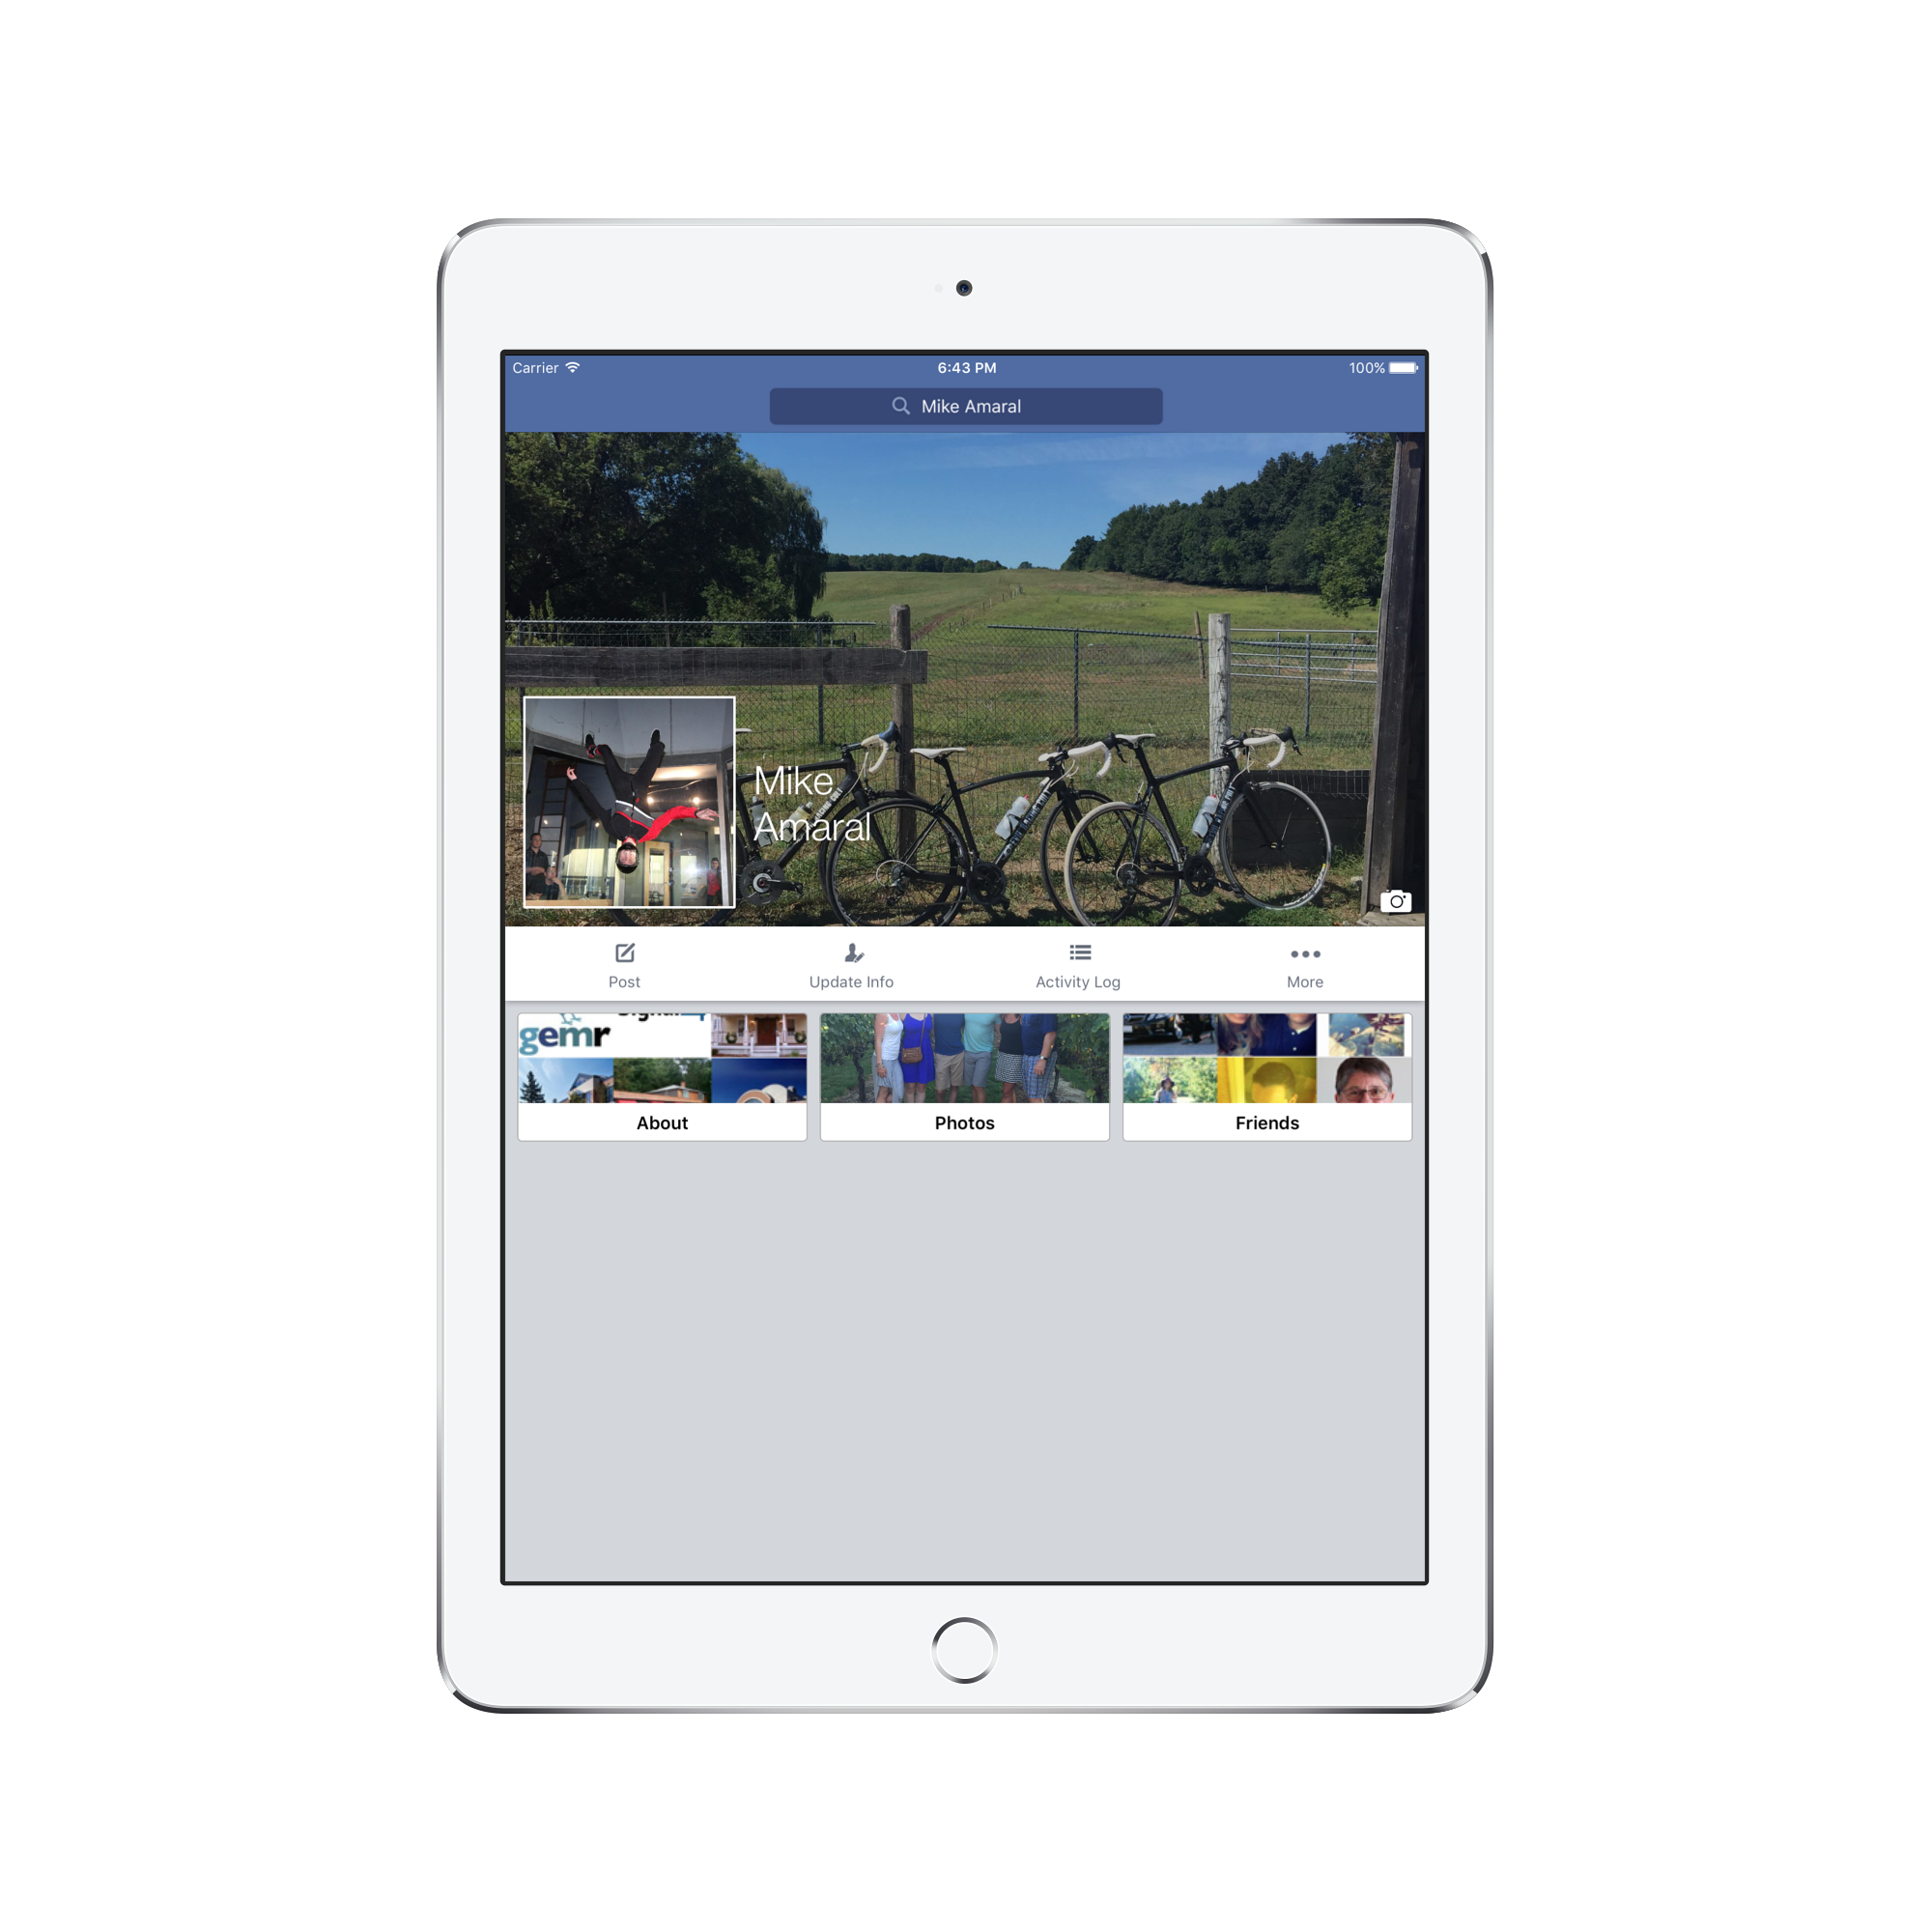 Carrier 6:43 PM 100%
Mike Amaral
Mike
Amaral
Post Update Info Activity Log More
gemr
About Photos Friends